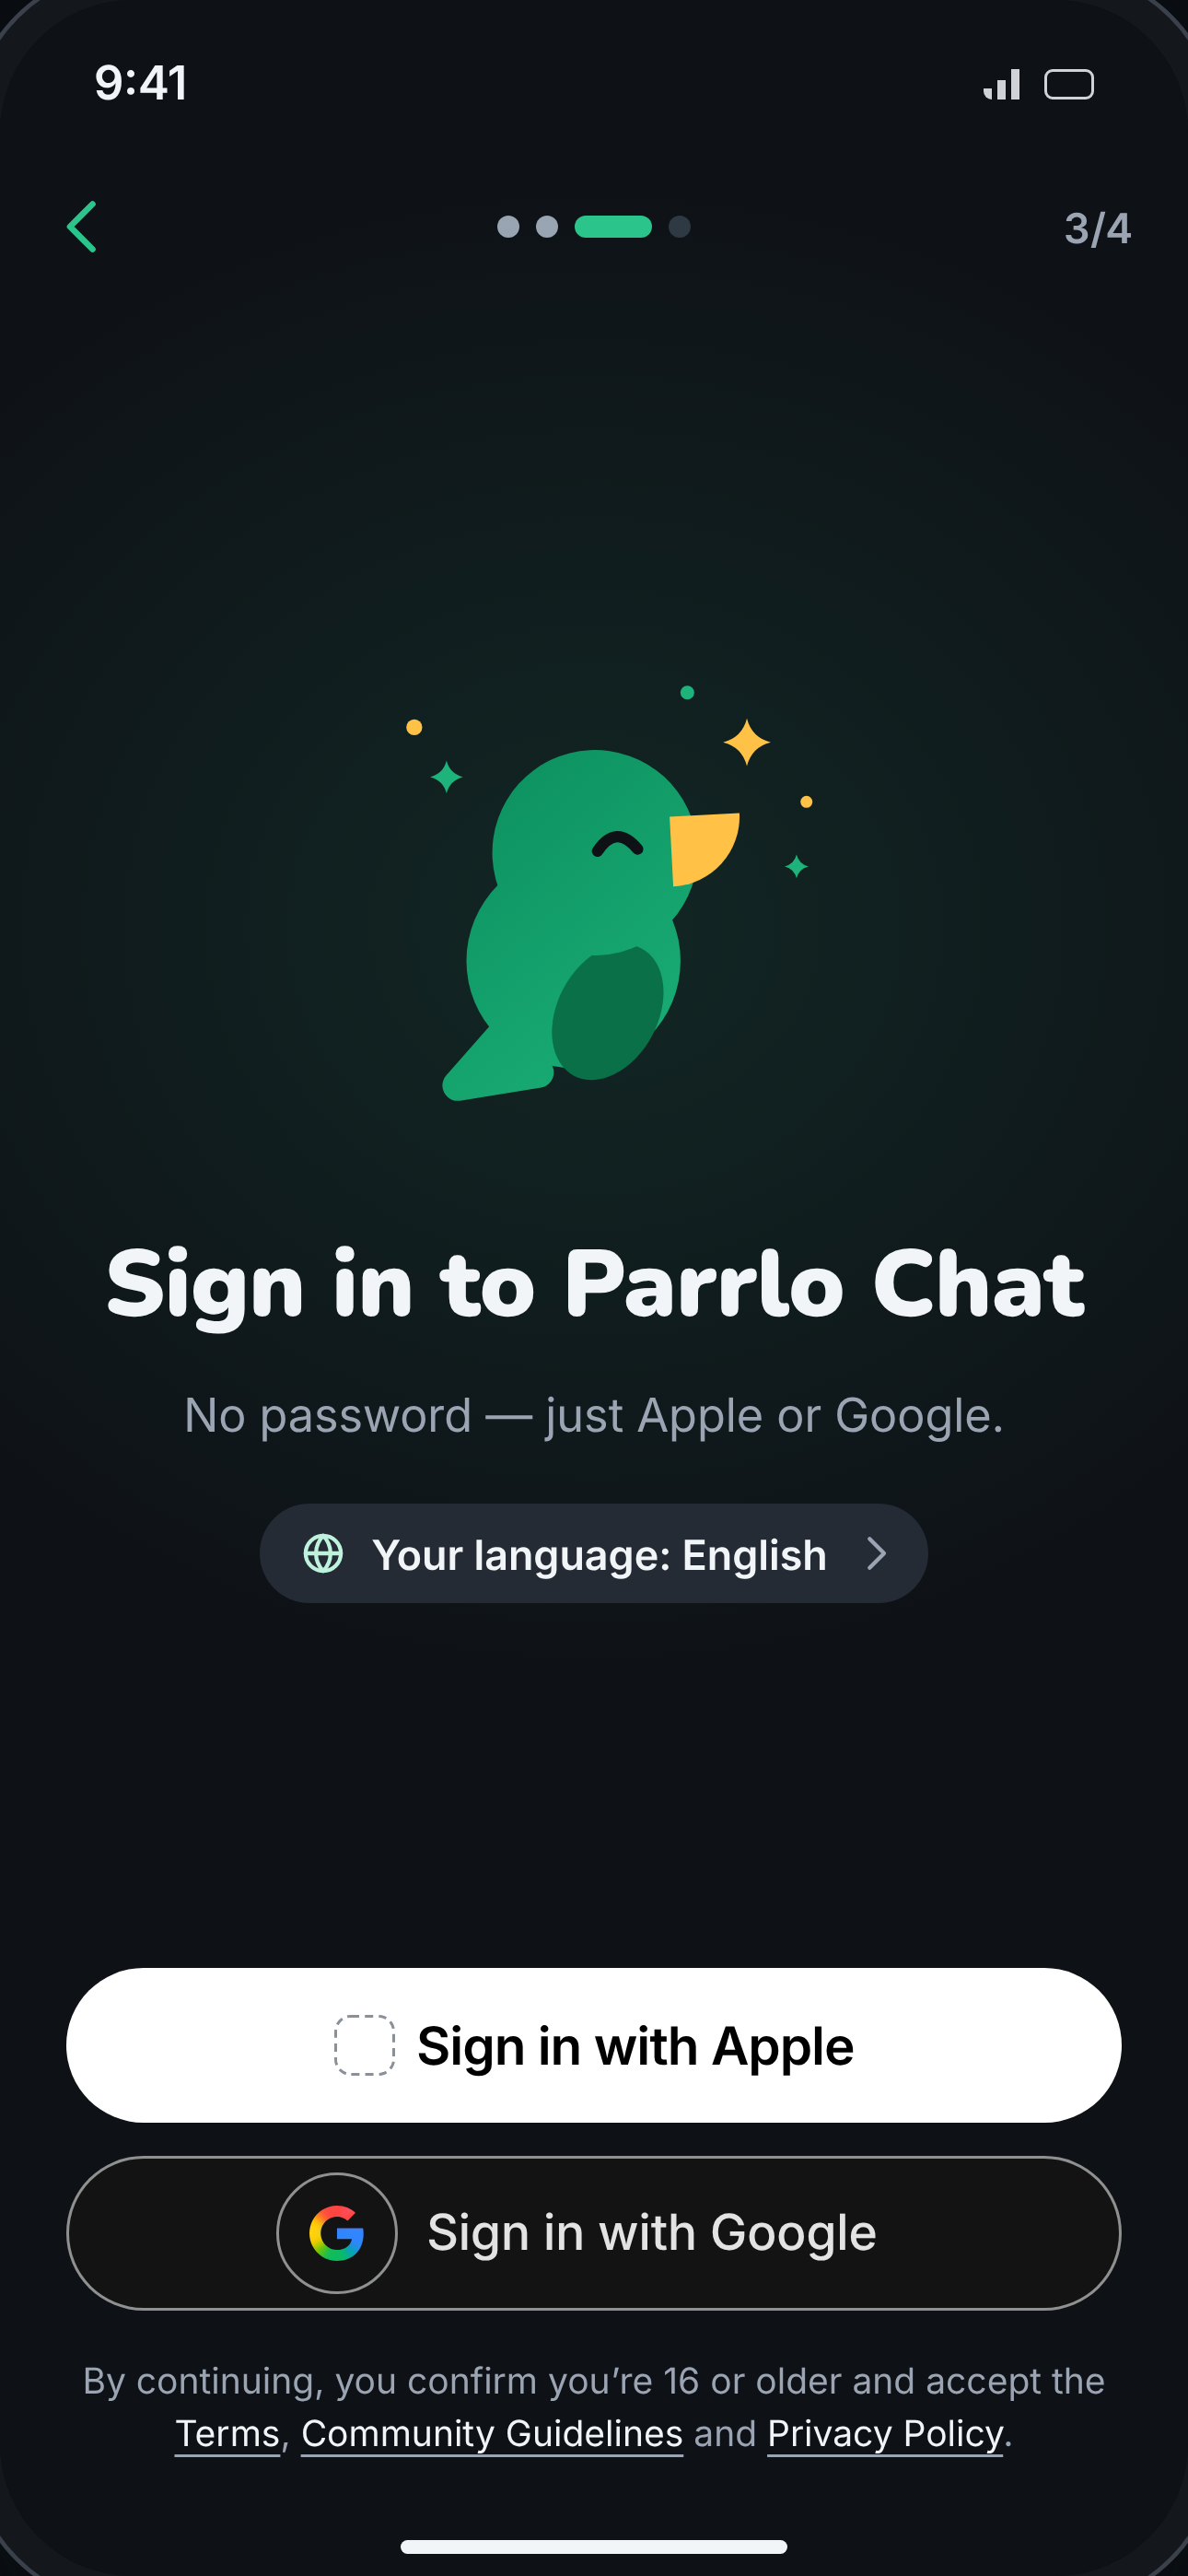 9:41
3/4
Sign in to Parrlo Chat
No password — just Apple or Google.
Your language: English
Sign in with Apple
Sign in with Google
By continuing, you confirm you’re 16 or older and accept the
Terms, Community Guidelines and Privacy Policy.